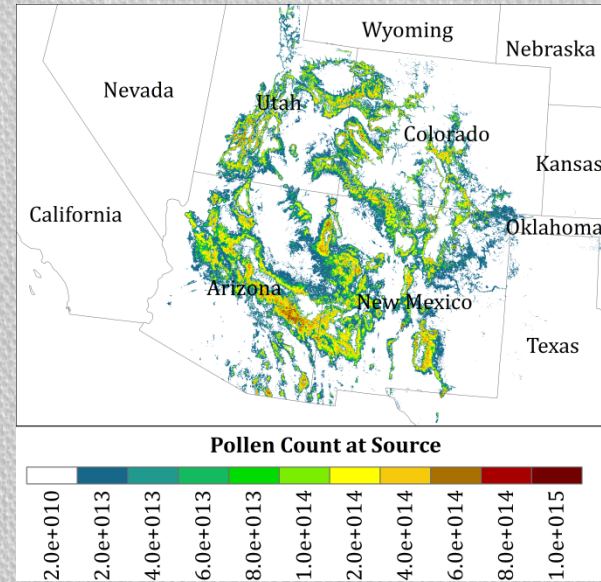 Wyoming
Nebraska
Nevada
Utah
Colorado
Kansas
California
Oklahoma
Arizona
New Mexico
Texas
Pollen Count at Source
2.0e+010
2.0e+013
4.0e+013
6.0e+013
8.0e+013
1.0e+014
2.0e+014
4.0e+014
6.0e+014
8.0e+014
1.0e+015